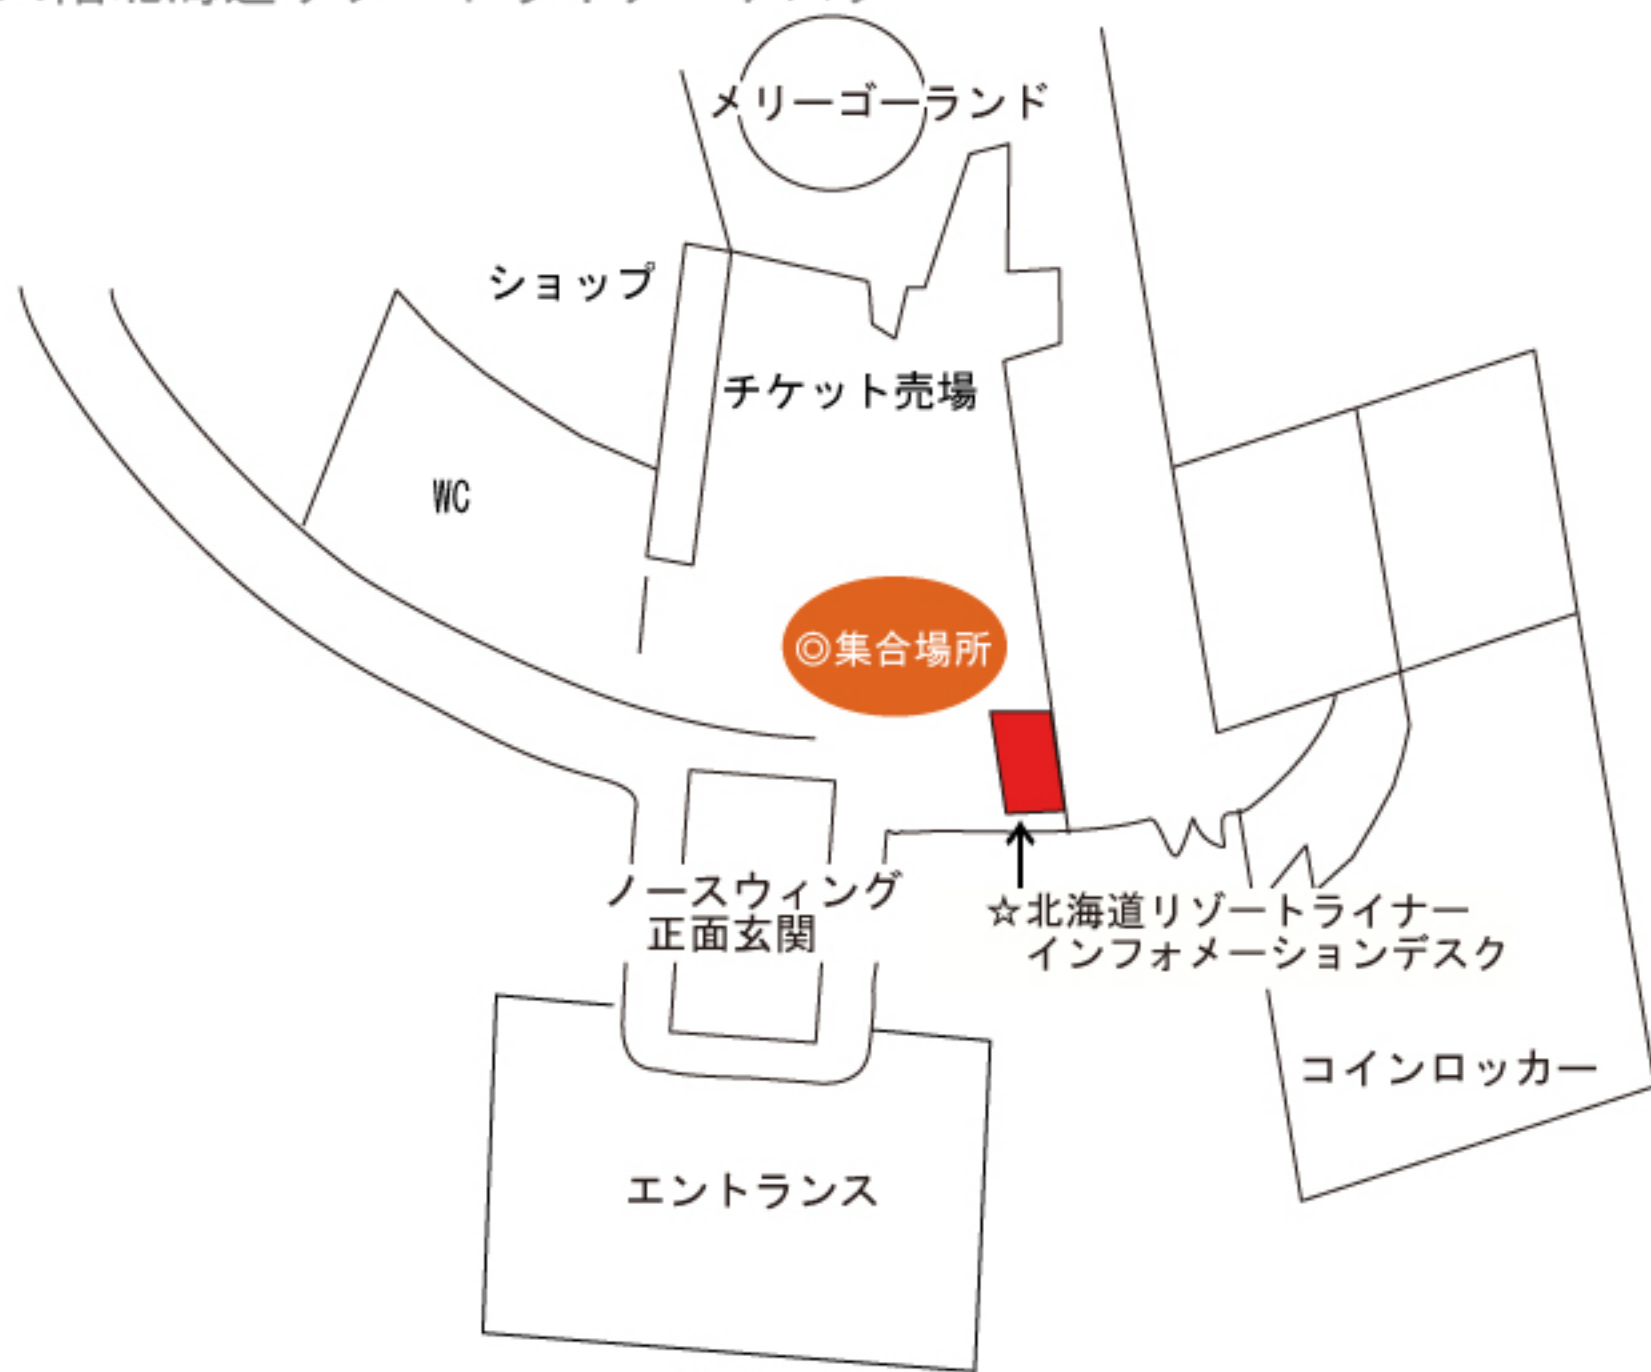 メリーゴーランド
ショップ
チケット売場
WC
◎集合場所
ノースウィング
正面玄関
☆北海道リゾートライナー
インフォメーションデスク
コインロッカー
エントランス